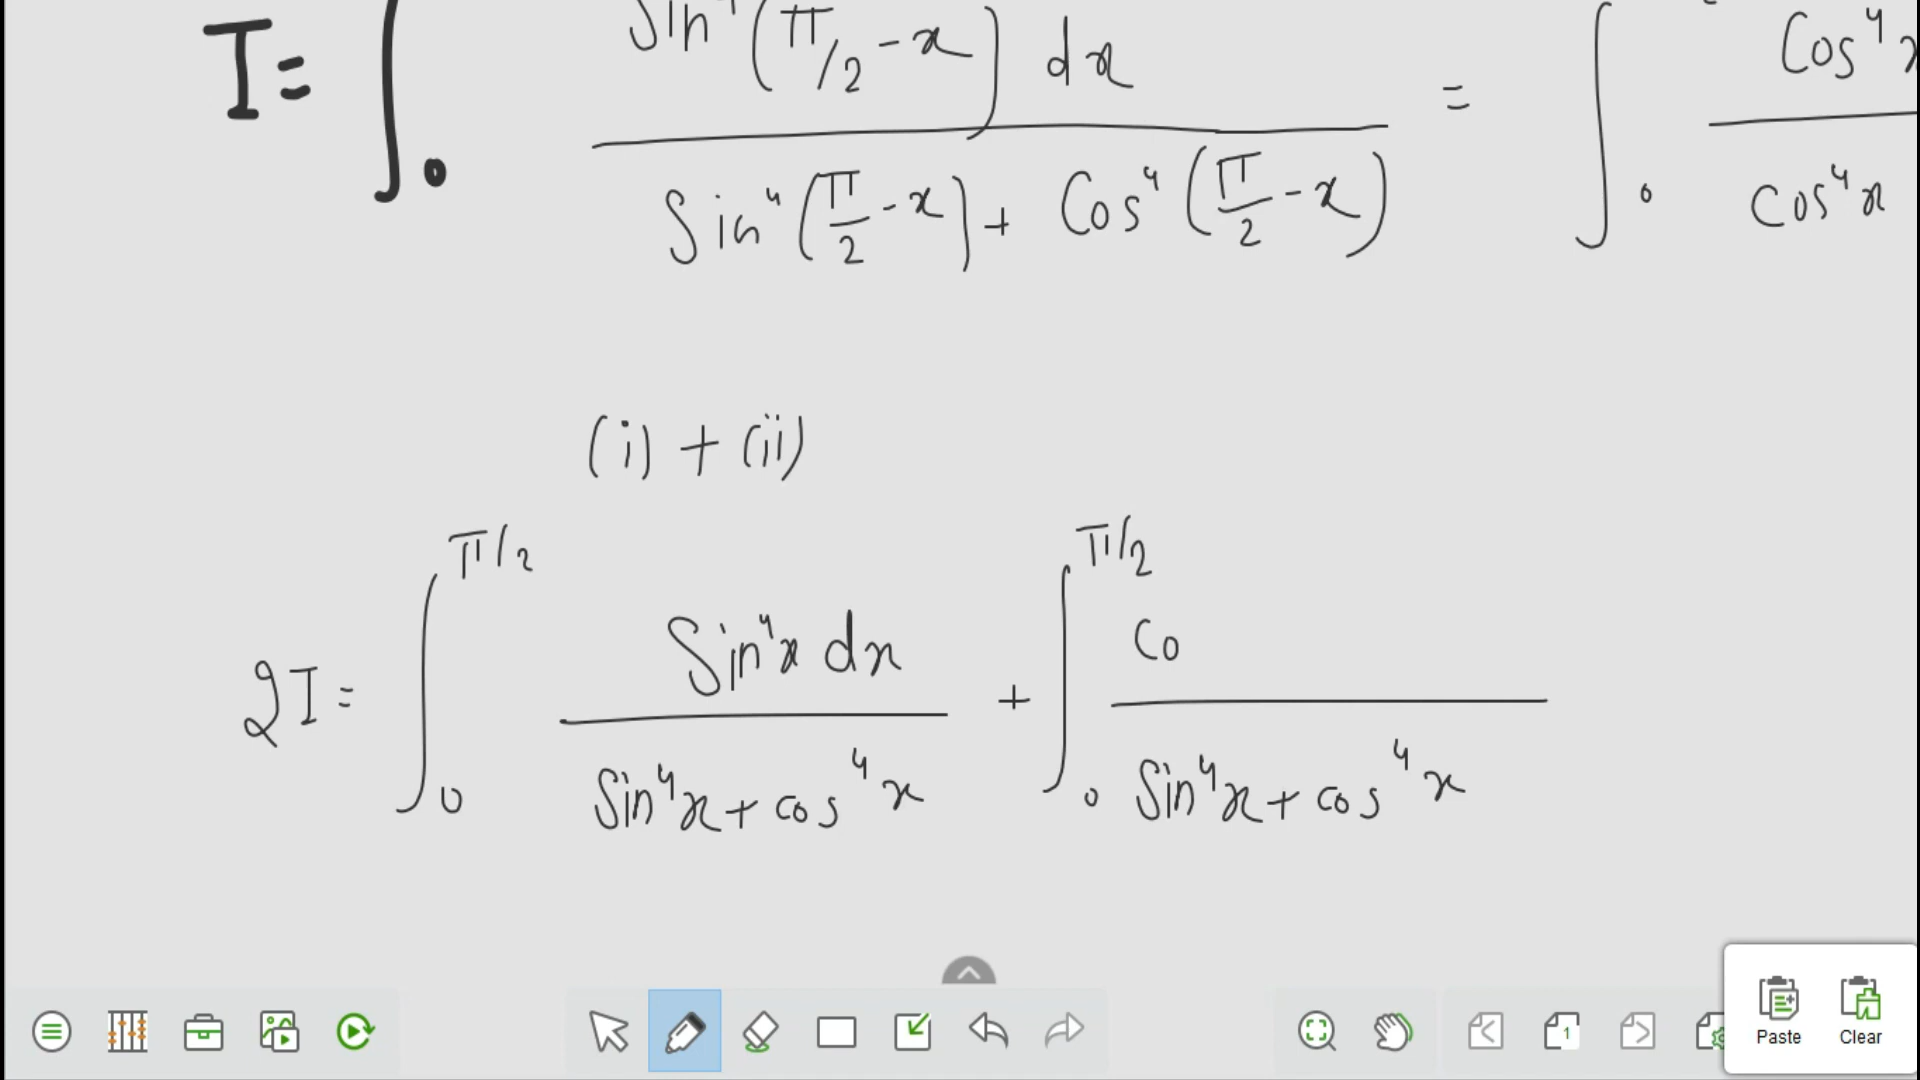 I = ∫₀ Sin⁴(π/2 - x) dx / Sin⁴(π/2 - x) + Cos⁴(π/2 - x) = ∫₀ Cos⁴x / Cos⁴x
(i) + (ii)
2I = ∫₀^π/2 Sin⁴x dx / Sin⁴x + cos⁴x + ∫₀^π/2 Co / Sin⁴x + cos⁴x
1
Paste Clear